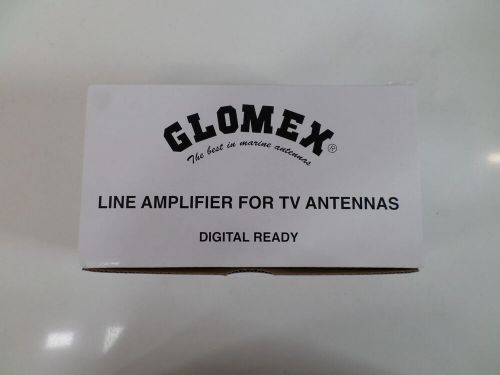 GLOMEX
The best in marine antennas
LINE AMPLIFIER FOR TV ANTENNAS
DIGITAL READY